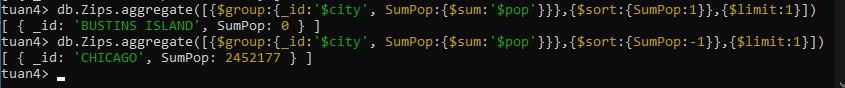 tuan4> db.Zips.aggregate([{$group:{_id:'$city', SumPop:{$sum:'$pop'}}},{$sort:{SumPop:1}},{$limit:1}])
[ { _id: 'BUSTINS ISLAND', SumPop: 0 } ]
tuan4> db.Zips.aggregate([{$group:{_id:'$city', SumPop:{$sum:'$pop'}}},{$sort:{SumPop:-1}},{$limit:1}])
[ { _id: 'CHICAGO', SumPop: 2452177 } ]
tuan4>